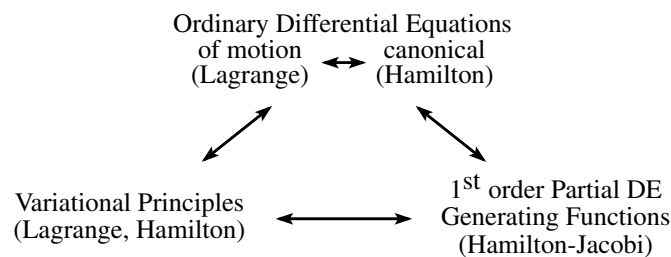 Ordinary Differential Equations
of motion canonical
(Lagrange) (Hamilton)
Variational Principles
(Lagrange, Hamilton)
1st order Partial DE
Generating Functions
(Hamilton-Jacobi)